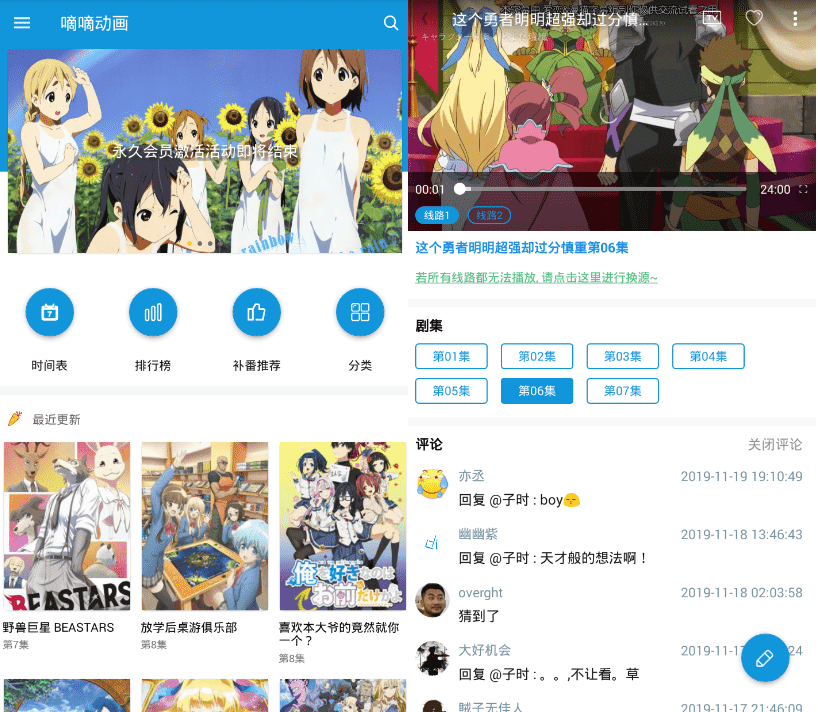 嘀嘀动画
永久会员激活活动即将结束
rainbow
时间表
排行榜
补番推荐
分类
最近更新
BEASTARS
俺を好きなのは
お前だけかよ
野兽巨星 BEASTARS
第7集
放学后桌游俱乐部
第8集
喜欢本大爷的竟然就你
一个？
第8集
这个勇者明明超强却过分慎...
00:01
24:00
线路1
线路2
这个勇者明明超强却过分慎重第06集
若所有线路都无法播放, 请点击这里进行换源~
剧集
第01集
第02集
第03集
第04集
第05集
第06集
第07集
评论
关闭评论
亦丞
2019-11-19 19:10:49
回复 @子时 : boy😊
幽幽紫
2019-11-18 13:46:43
回复 @子时 : 天才般的想法啊！
overght
2019-11-18 02:03:58
猜到了
大好机会
回复 @子时 : 。。,不让看。草
贼子无佳人
2019-11-17 21:46:09